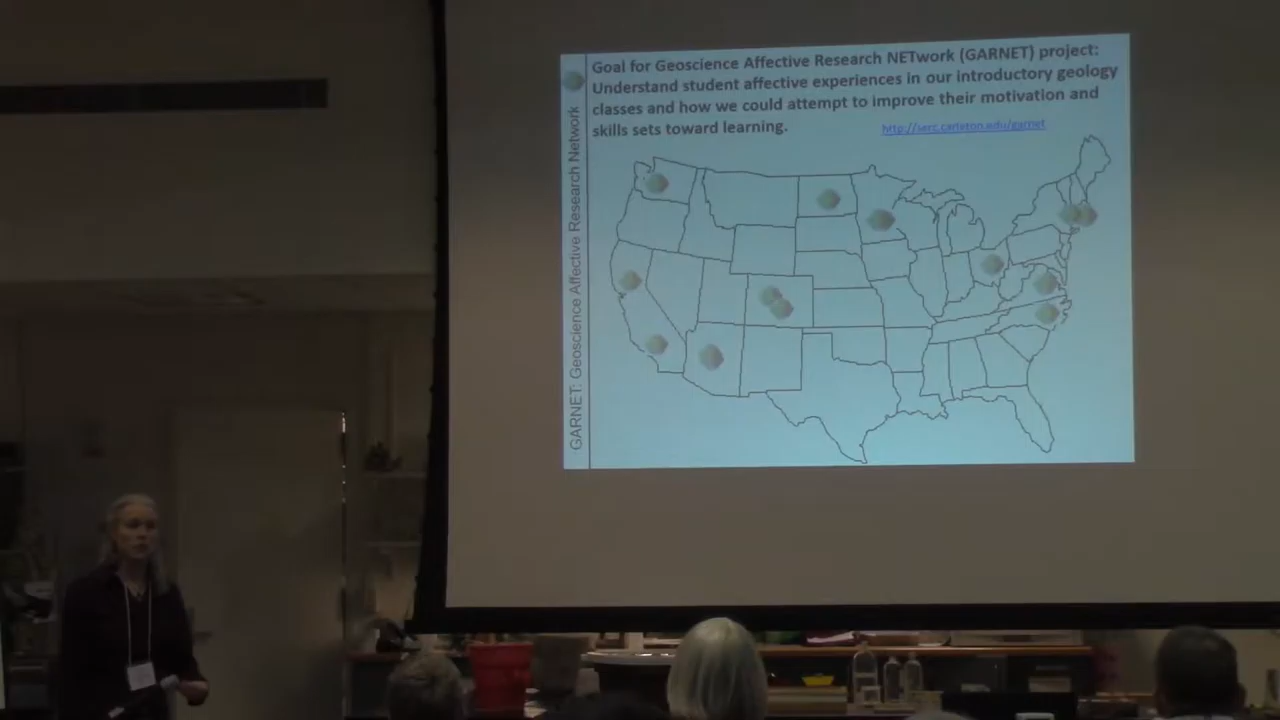 Goal for Geoscience Affective Research NETwork (GARNET) project:
Understand student affective experiences in our introductory geology
classes and how we could attempt to improve their motivation and
skills sets toward learning.
http://serc.carleton.edu/garnet
GARNET: Geoscience Affective Research Network